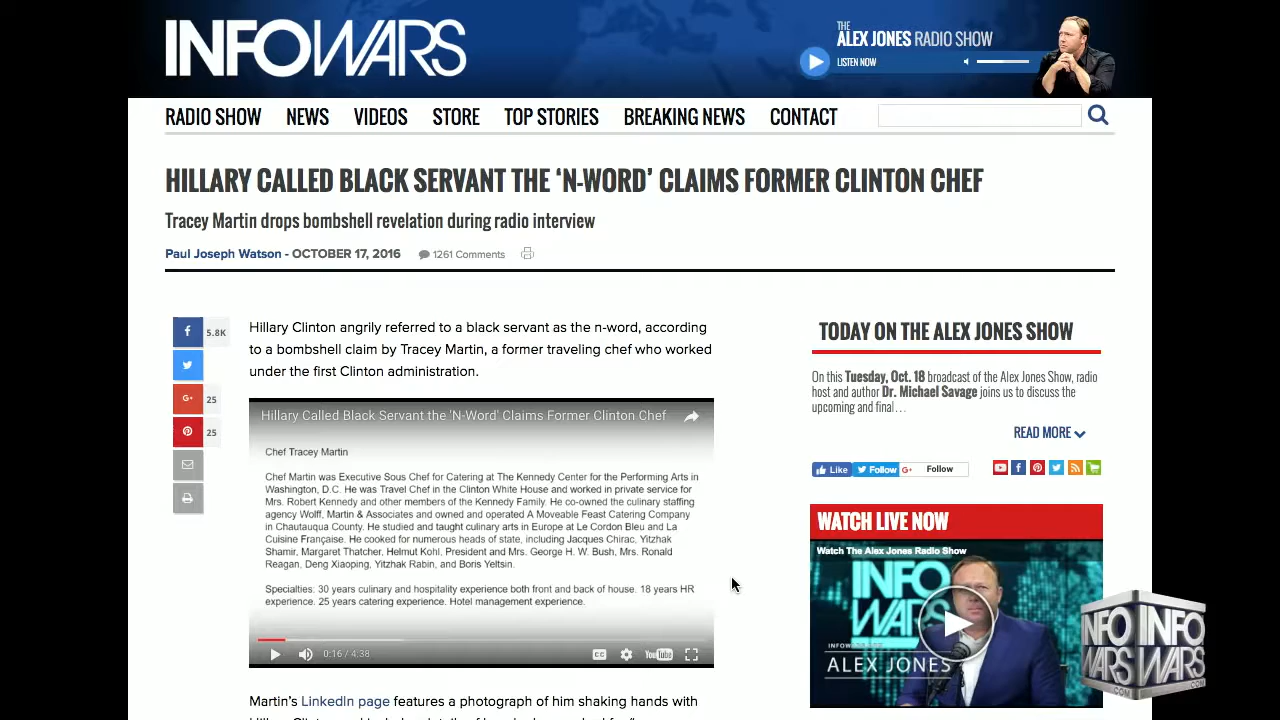 INFOWARS
THE
ALEX JONES RADIO SHOW
LISTEN NOW
RADIO SHOW NEWS VIDEOS STORE TOP STORIES BREAKING NEWS CONTACT
HILLARY CALLED BLACK SERVANT THE ‘N-WORD’ CLAIMS FORMER CLINTON CHEF
Tracey Martin drops bombshell revelation during radio interview
Paul Joseph Watson - OCTOBER 17, 2016 1261 Comments
5.8K
25
25
Hillary Clinton angrily referred to a black servant as the n-word, according
to a bombshell claim by Tracey Martin, a former traveling chef who worked
under the first Clinton administration.
Hillary Called Black Servant the 'N-Word' Claims Former Clinton Chef
Chef Tracey Martin
Chef Martin was Executive Sous Chef for Catering at The Kennedy Center for the Performing Arts in
Washington, D.C. He was Travel Chef in the Clinton White House and worked in private service for
Mrs. Robert Kennedy and other members of the Kennedy Family. He co-owned the culinary staffing
agency Wolff, Martin & Associates and owned and operated A Moveable Feast Catering Company
in Chautauqua County. He studied and taught culinary arts in Europe at Le Cordon Bleu and La
Cuisine Française. He cooked for numerous heads of state, including Jacques Chirac, Yitzhak
Shamir, Margaret Thatcher, Helmut Kohl, President and Mrs. George H. W. Bush, Mrs. Ronald
Reagan, Deng Xiaoping, Yitzhak Rabin, and Boris Yeltsin.
Specialties: 30 years culinary and hospitality experience both front and back of house. 18 years HR
experience. 25 years catering experience. Hotel management experience.
0:16 / 4:38
CC
YouTube
Martin’s LinkedIn page features a photograph of him shaking hands with
TODAY ON THE ALEX JONES SHOW
On this Tuesday, Oct. 18 broadcast of the Alex Jones Show, radio
host and author Dr. Michael Savage joins us to discuss the
upcoming and final…
READ MORE
Like Follow G+ Follow
WATCH LIVE NOW
Watch The Alex Jones Radio Show
INFO
WARS
ALEX JONES
INFO INFO
WARS WARS
.COM .COM